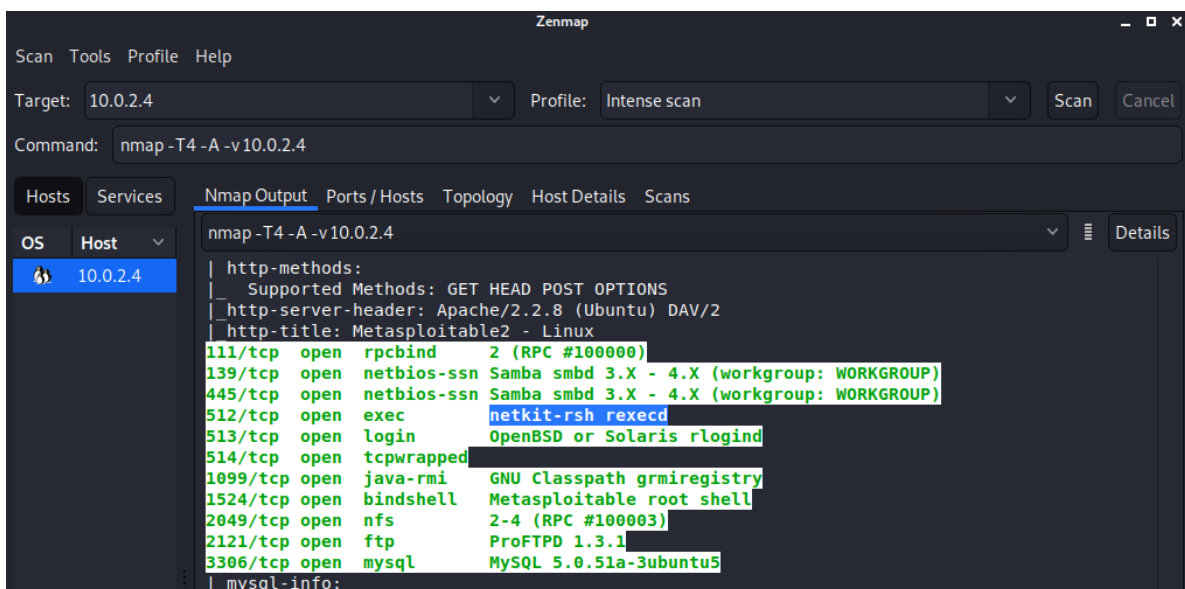 Zenmap
Scan Tools Profile Help
Target: 10.0.2.4 Profile: Intense scan Scan Cancel
Command: nmap -T4 -A -v 10.0.2.4
Hosts Services Nmap Output Ports / Hosts Topology Host Details Scans
OS Host nmap -T4 -A -v 10.0.2.4 Details
10.0.2.4
| http-methods:
|_  Supported Methods: GET HEAD POST OPTIONS
|_http-server-header: Apache/2.2.8 (Ubuntu) DAV/2
|_http-title: Metasploitable2 - Linux
111/tcp  open  rpcbind     2 (RPC #100000)
139/tcp  open  netbios-ssn Samba smbd 3.X - 4.X (workgroup: WORKGROUP)
445/tcp  open  netbios-ssn Samba smbd 3.X - 4.X (workgroup: WORKGROUP)
512/tcp  open  exec        netkit-rsh rexecd
513/tcp  open  login       OpenBSD or Solaris rlogind
514/tcp  open  tcpwrapped
1099/tcp open  java-rmi    GNU Classpath grmiregistry
1524/tcp open  bindshell   Metasploitable root shell
2049/tcp open  nfs         2-4 (RPC #100003)
2121/tcp open  ftp         ProFTPD 1.3.1
3306/tcp open  mysql       MySQL 5.0.51a-3ubuntu5
| mysql-info: